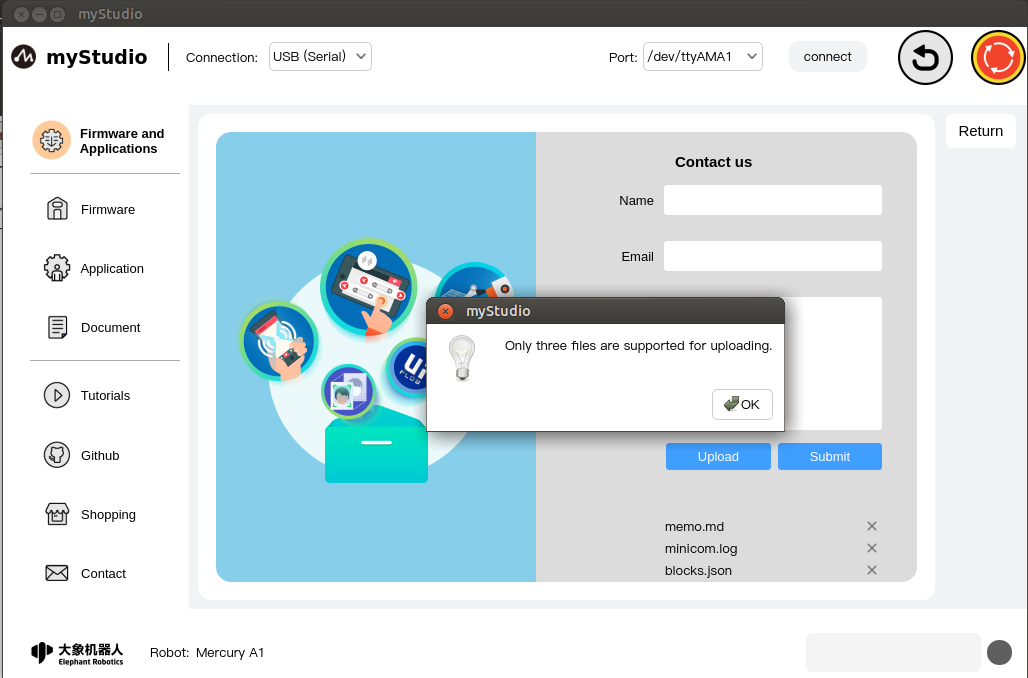 myStudio
myStudio
Connection: USB (Serial)
Port: /dev/ttyAMA1
connect
Firmware and
Applications
Firmware
Application
Document
Tutorials
Github
Shopping
Contact
Return
Contact us
Name
Email
myStudio
Only three files are supported for uploading.
OK
Upload
Submit
memo.md
minicom.log
blocks.json
大象机器人
Elephant Robotics
Robot: Mercury A1